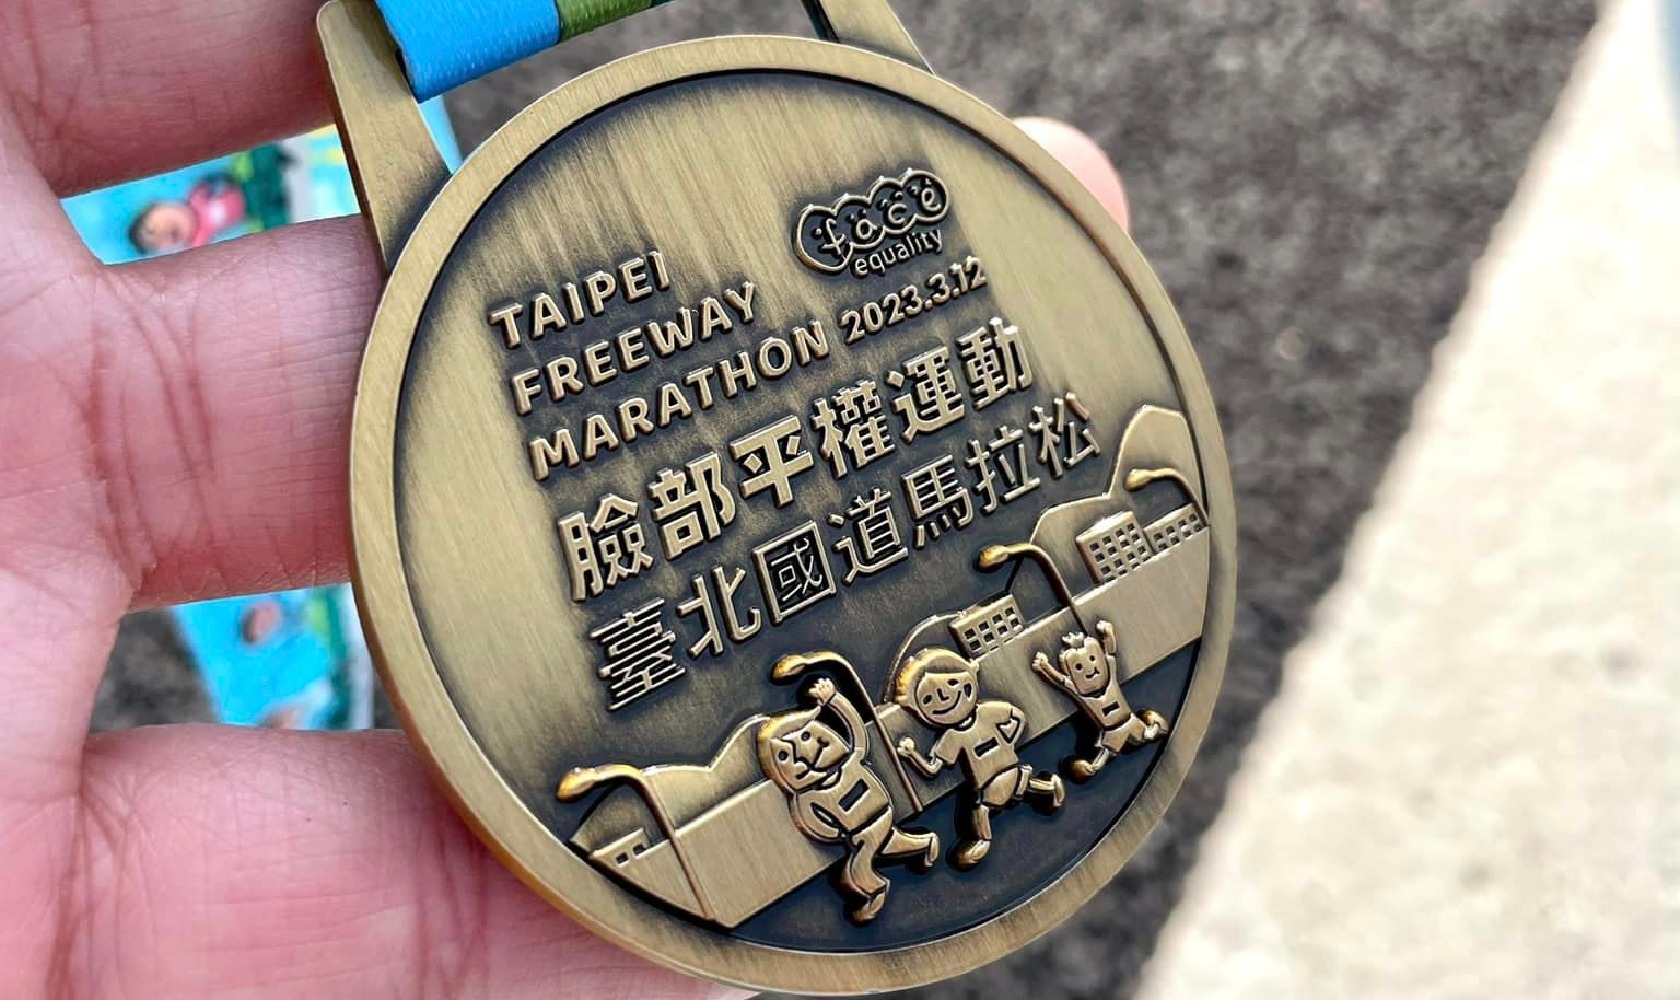 face
equality
TAIPEI
FREEWAY
MARATHON 2023.3.12
臉部平權運動
臺北國道馬拉松